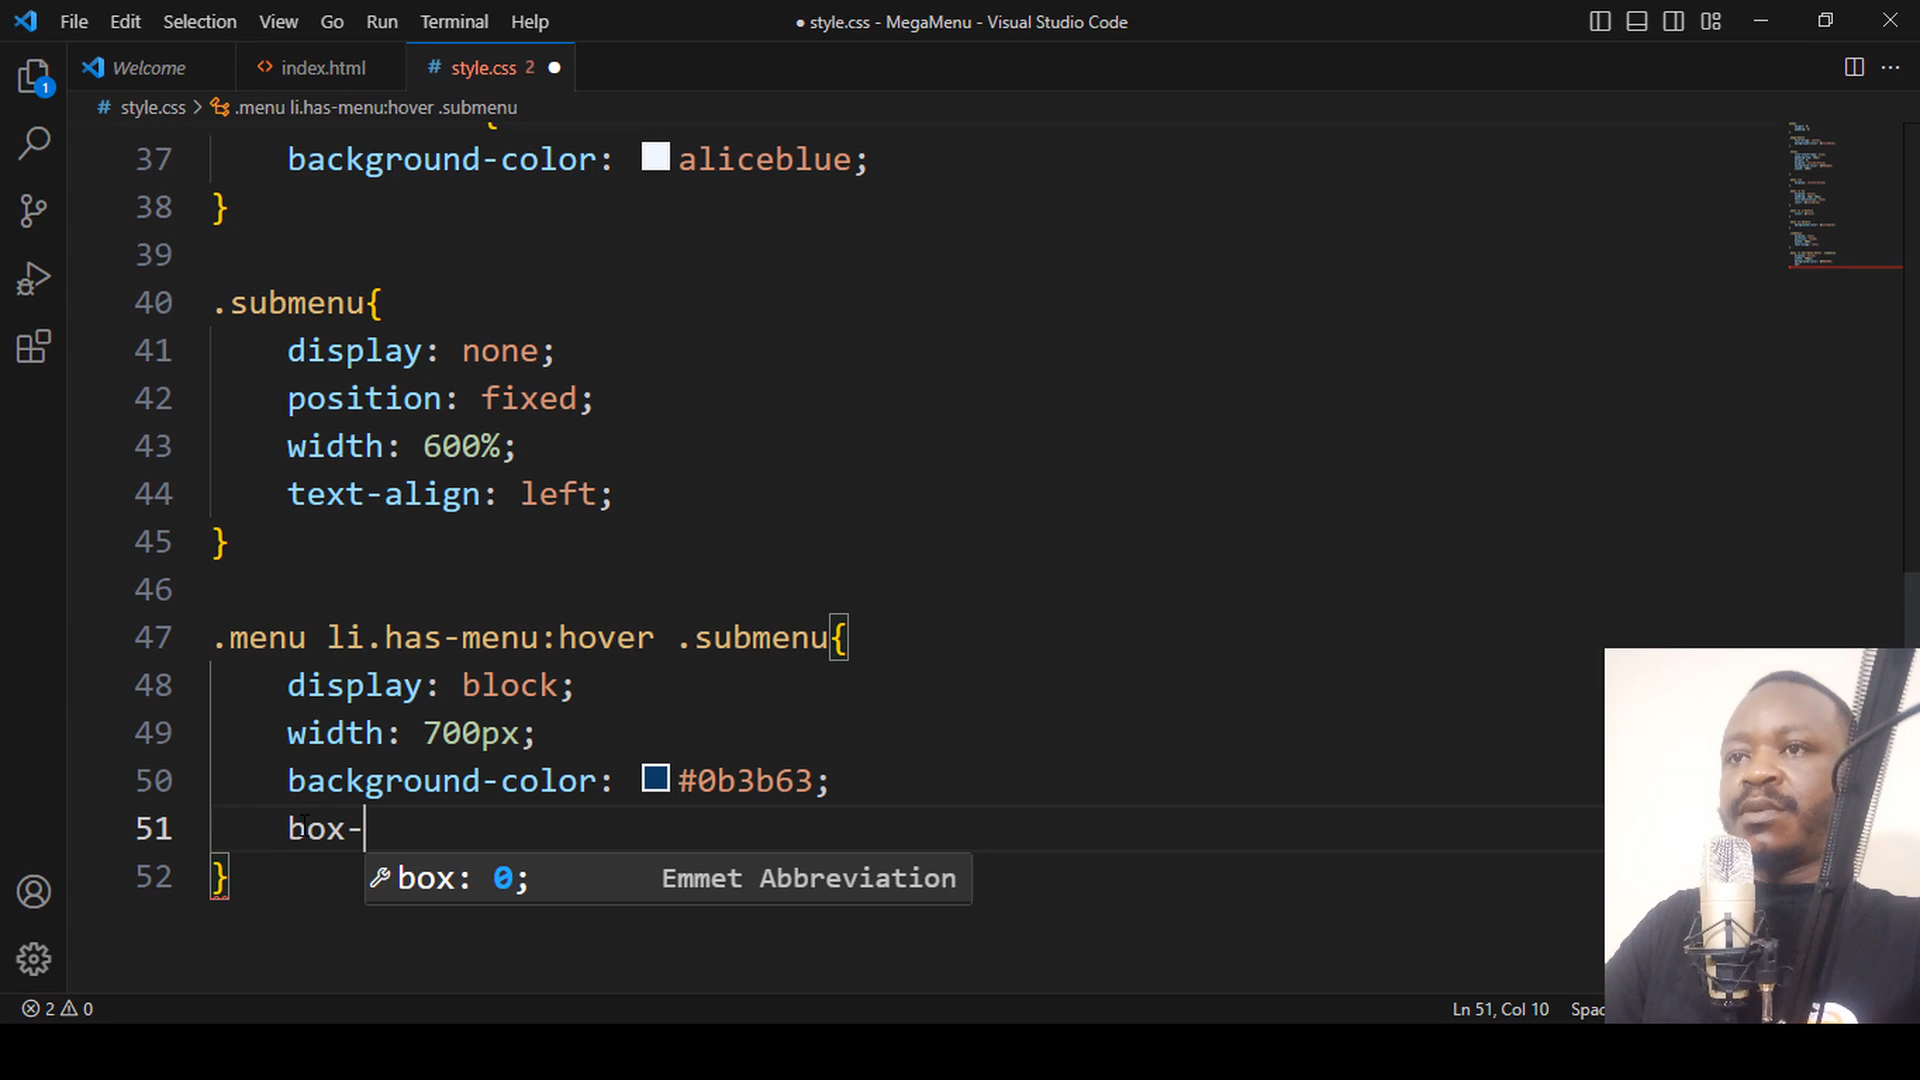 File Edit Selection View Go Run Terminal Help ● style.css - MegaMenu - Visual Studio Code
Welcome index.html # style.css 2 ●
# style.css > .menu li.has-menu:hover .submenu
1
37 background-color: aliceblue;
38 }
39
40 .submenu{
41 display: none;
42 position: fixed;
43 width: 600%;
44 text-align: left;
45 }
46
47 .menu li.has-menu:hover .submenu{
48 display: block;
49 width: 700px;
50 background-color: #0b3b63;
51 box-
52 }
box: 0; Emmet Abbreviation
2 0 Ln 51, Col 10